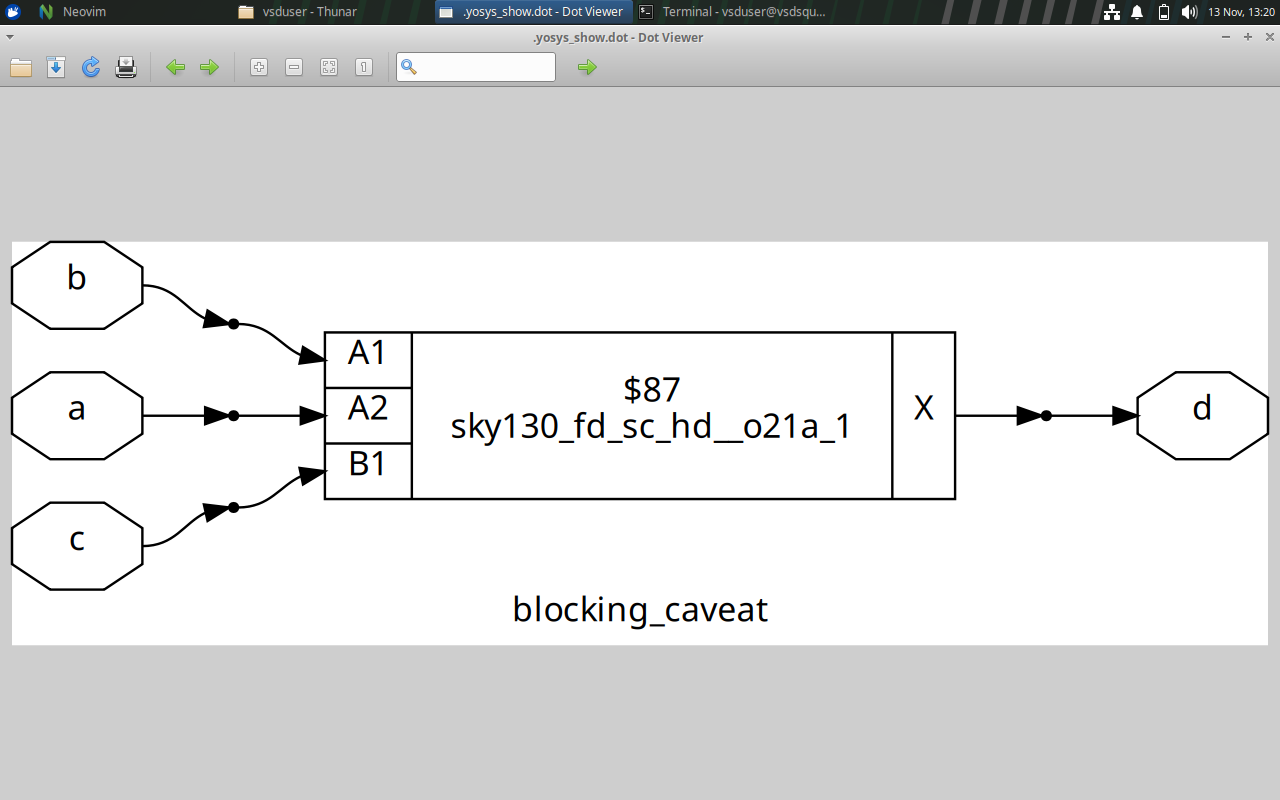 Neovim
vsduser - Thunar
.yosys_show.dot - Dot Viewer
Terminal - vsduser@vsdsqu...
13 Nov, 13:20
.yosys_show.dot - Dot Viewer
b
a
c
A1
A2
B1
$87
sky130_fd_sc_hd__o21a_1
X
d
blocking_caveat